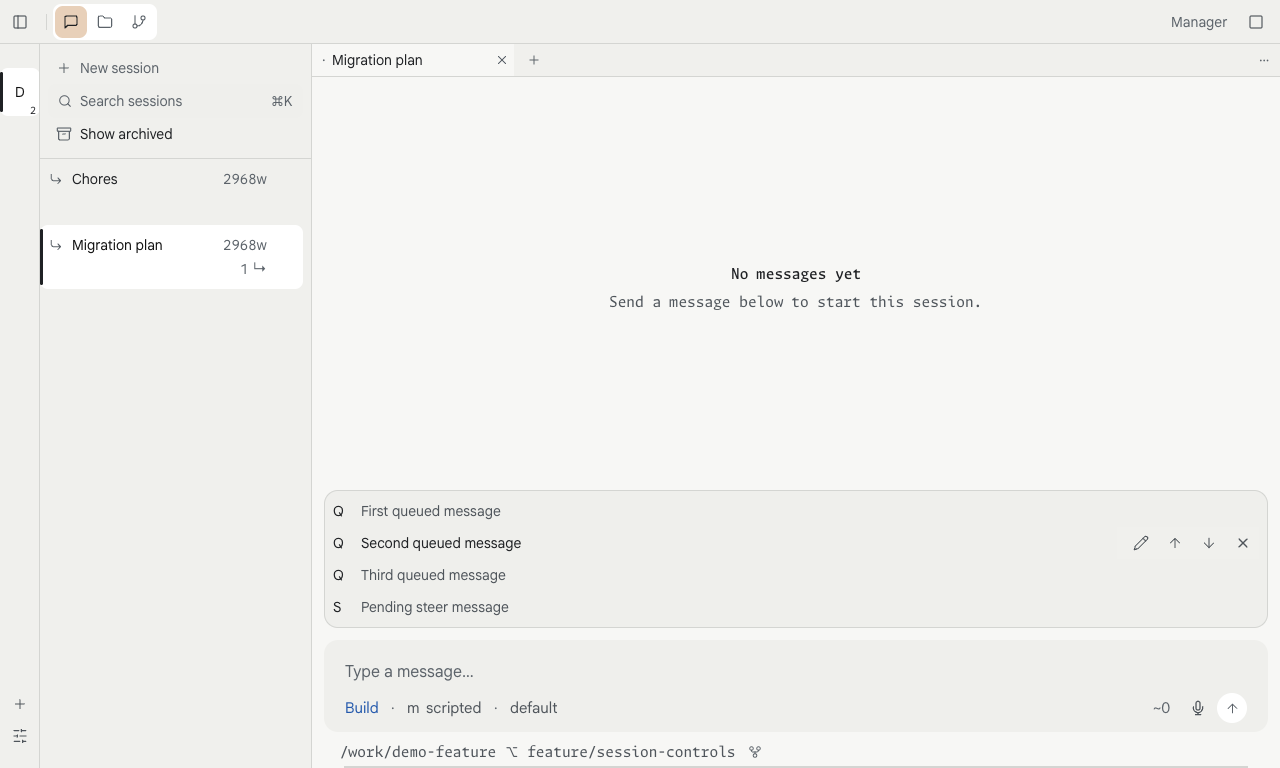 Manager
D
2
New session
Search sessions ⌘K
Show archived
Chores 2968w
Migration plan 2968w
1
· Migration plan
No messages yet
Send a message below to start this session.
Q First queued message
Q Second queued message
Q Third queued message
S Pending steer message
Type a message…
Build · m scripted · default
~0
/work/demo-feature ⌥ feature/session-controls